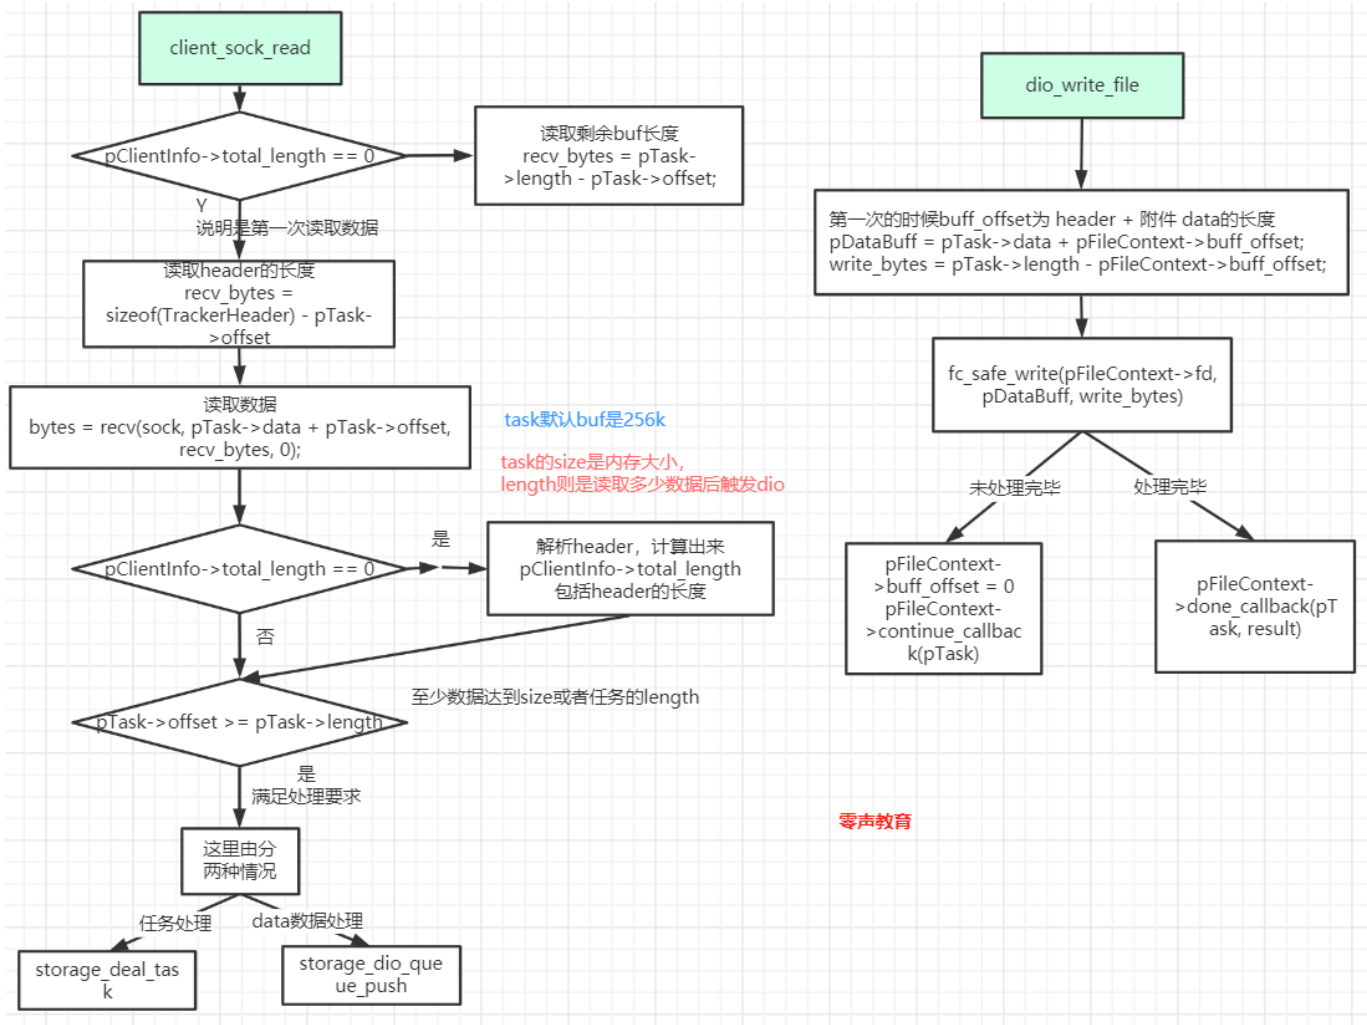 client_sock_read
pClientInfo->total_length == 0
读取剩余buf长度
recv_bytes = pTask-
>length - pTask->offset;
Y
说明是第一次读取数据
读取header的长度
recv_bytes =
sizeof(TrackerHeader) - pTask-
>offset
读取数据
bytes = recv(sock, pTask->data + pTask->offset,
recv_bytes, 0);
task默认buf是256k
task的size是内存大小,
length则是读取多少数据后触发dio
pClientInfo->total_length == 0
是
解析header，计算出来
pClientInfo->total_length
包括header的长度
否
至少数据达到size或者任务的length
pTask->offset >= pTask->length
是
满足处理要求
这里由分
两种情况
任务处理
data数据处理
storage_deal_tas
k
storage_dio_que
ue_push
dio_write_file
第一次的时候buff_offset为 header + 附件 data的长度
pDataBuff = pTask->data + pFileContext->buff_offset;
write_bytes = pTask->length - pFileContext->buff_offset;
fc_safe_write(pFileContext->fd,
pDataBuff, write_bytes)
未处理完毕
处理完毕
pFileContext-
>buff_offset = 0
pFileContext-
>continue_callbac
k(pTask)
pFileContext-
>done_callback(pT
ask, result)
零声教育